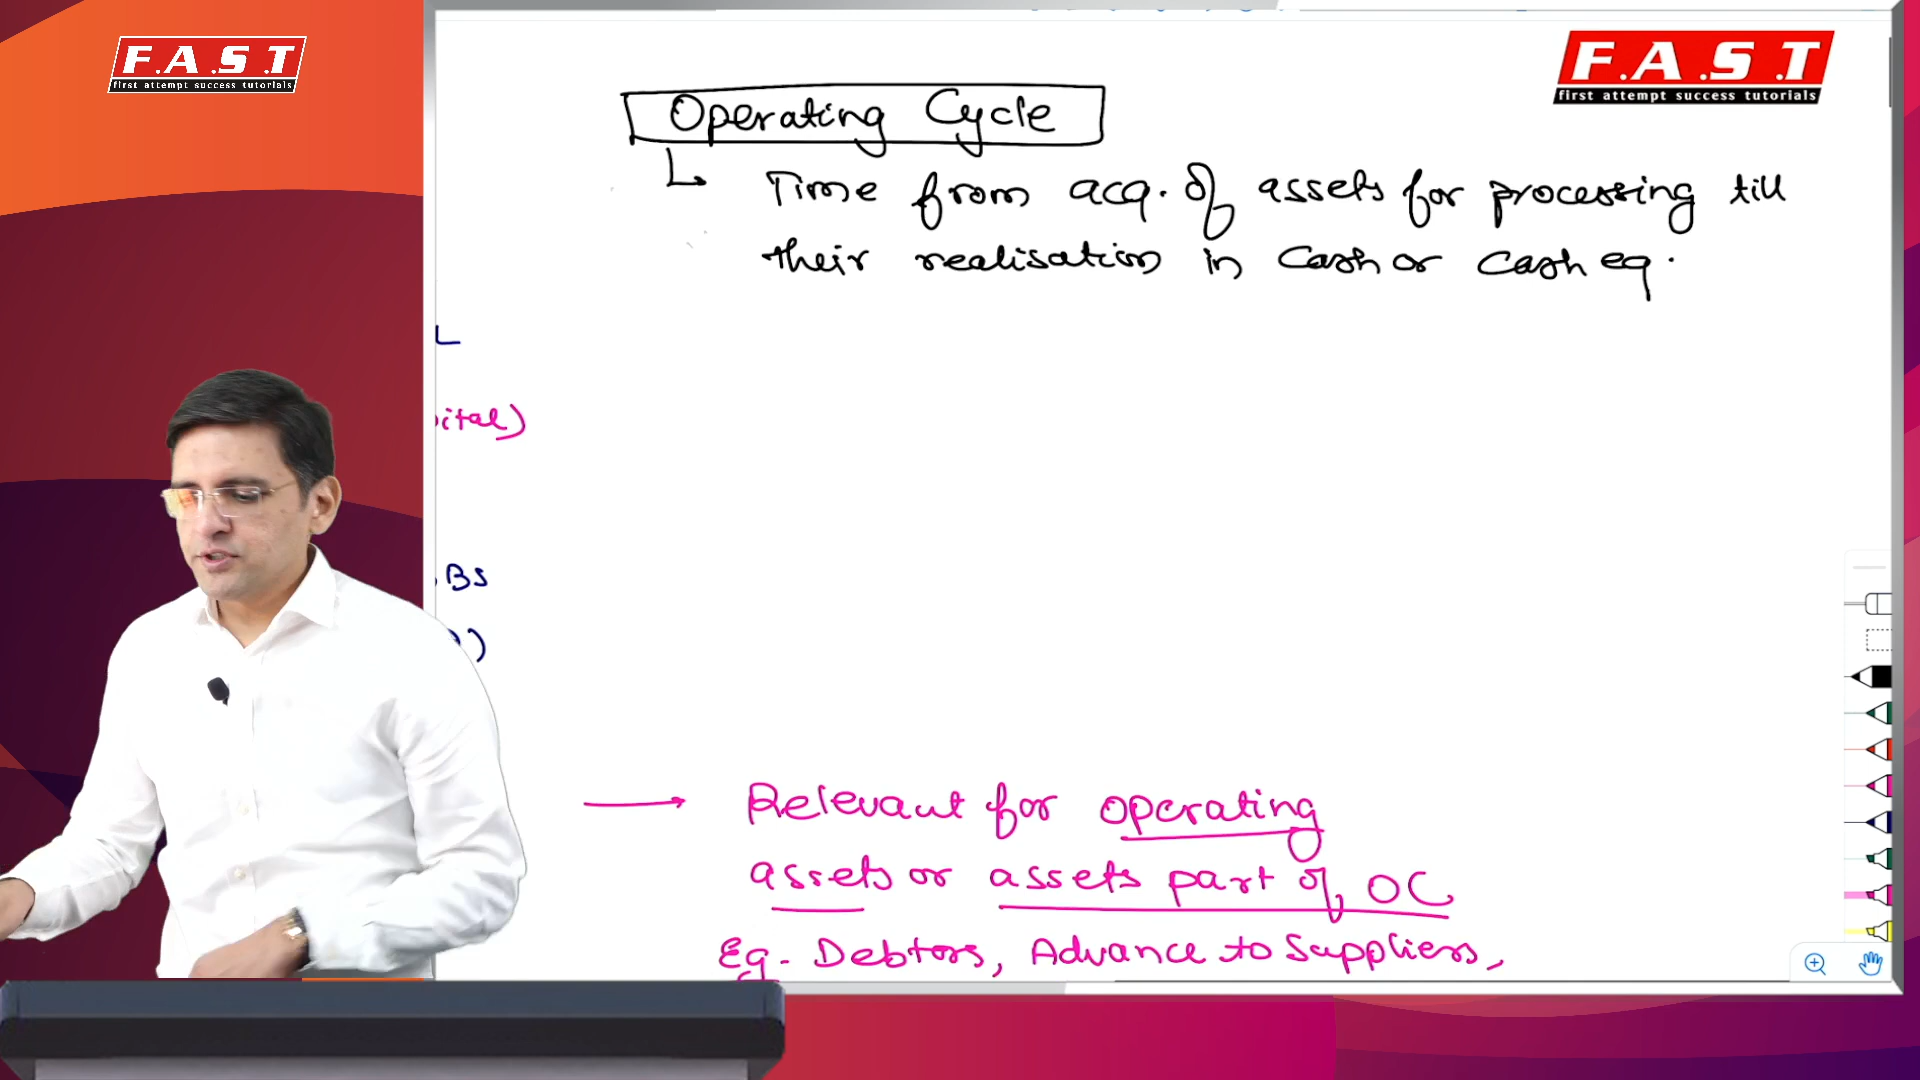 F.A.S.T
first attempt success tutorials
F.A.S.T
first attempt success tutorials
Operating Cycle
Time from acq. of assets for processing till
their realisation in cash or cash eq.
L
ital)
BS
)
→ Relevant for operating
assets or assets part of OC
Eg. Debtors, Advance to Suppliers,